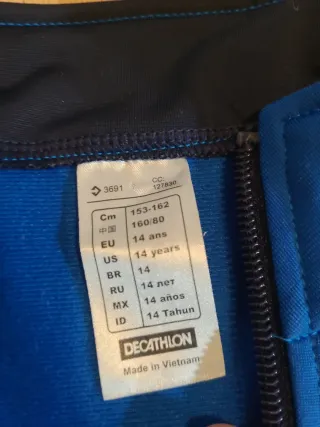 3691
CC:
127830
Cm 153-162
中国 160/80
EU 14 ans
US 14 years
BR 14
RU 14 лет
MX 14 años
ID 14 Tahun
DECATHLON
Made in Vietnam